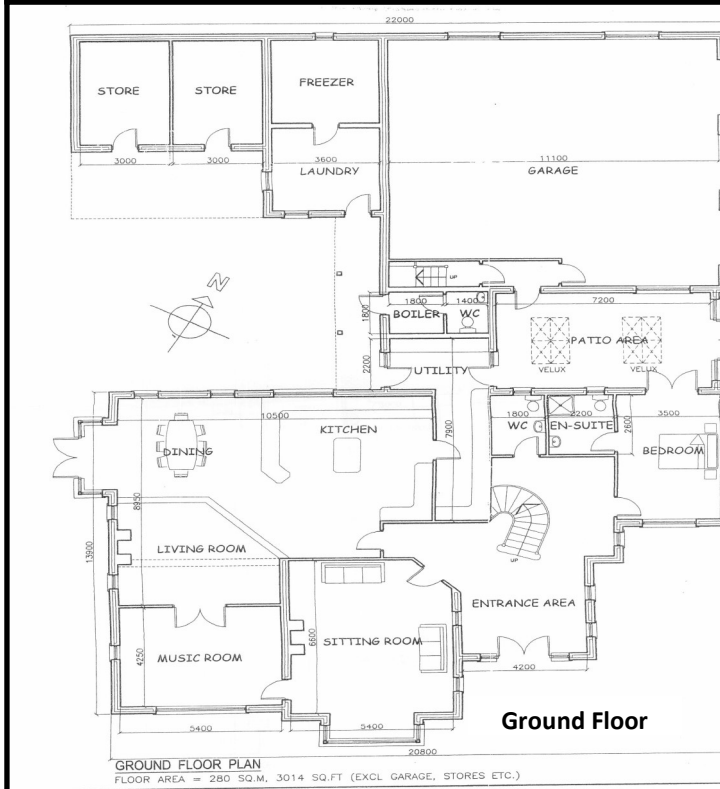 22000
STORE
STORE
FREEZER
3000
3000
3600
11100
LAUNDRY
GARAGE
UP
N
1800
1400
7200
BOILER
WC
1800
PATIO AREA
VELUX
VELUX
2200
UTILITY
10500
1800
2200
3500
KITCHEN
WC
EN-SUITE
2600
DINING
7900
BEDROOM
8950
LIVING ROOM
13900
UP
ENTRANCE AREA
6600
SITTING ROOM
MUSIC ROOM
4250
4200
5400
5400
Ground Floor
20800
GROUND FLOOR PLAN
FLOOR AREA = 280 SQ.M, 3014 SQ.FT (EXCL GARAGE, STORES ETC.)